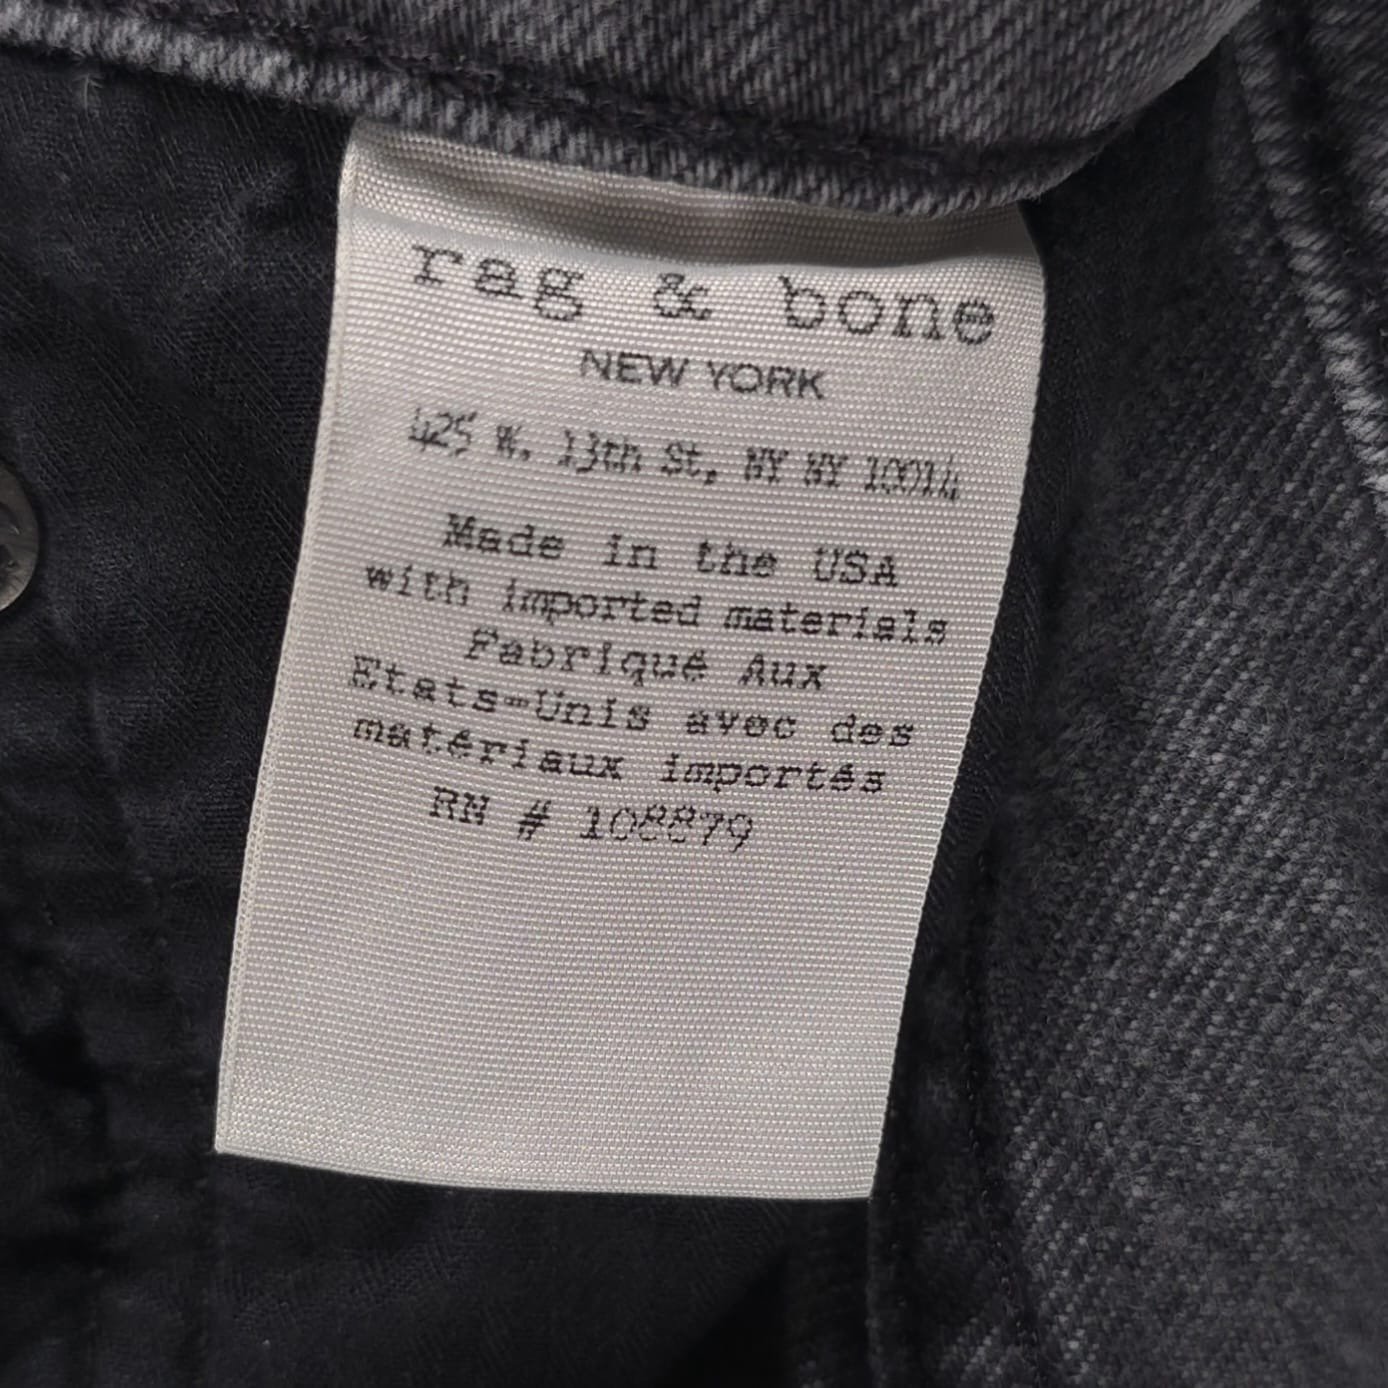 rag & bone
NEW YORK
425 W. 13th St, NY NY 10014
Made in the USA
with imported materials
Fabriqué Aux
Etats-Unis avec des
matériaux importés
RN # 108879